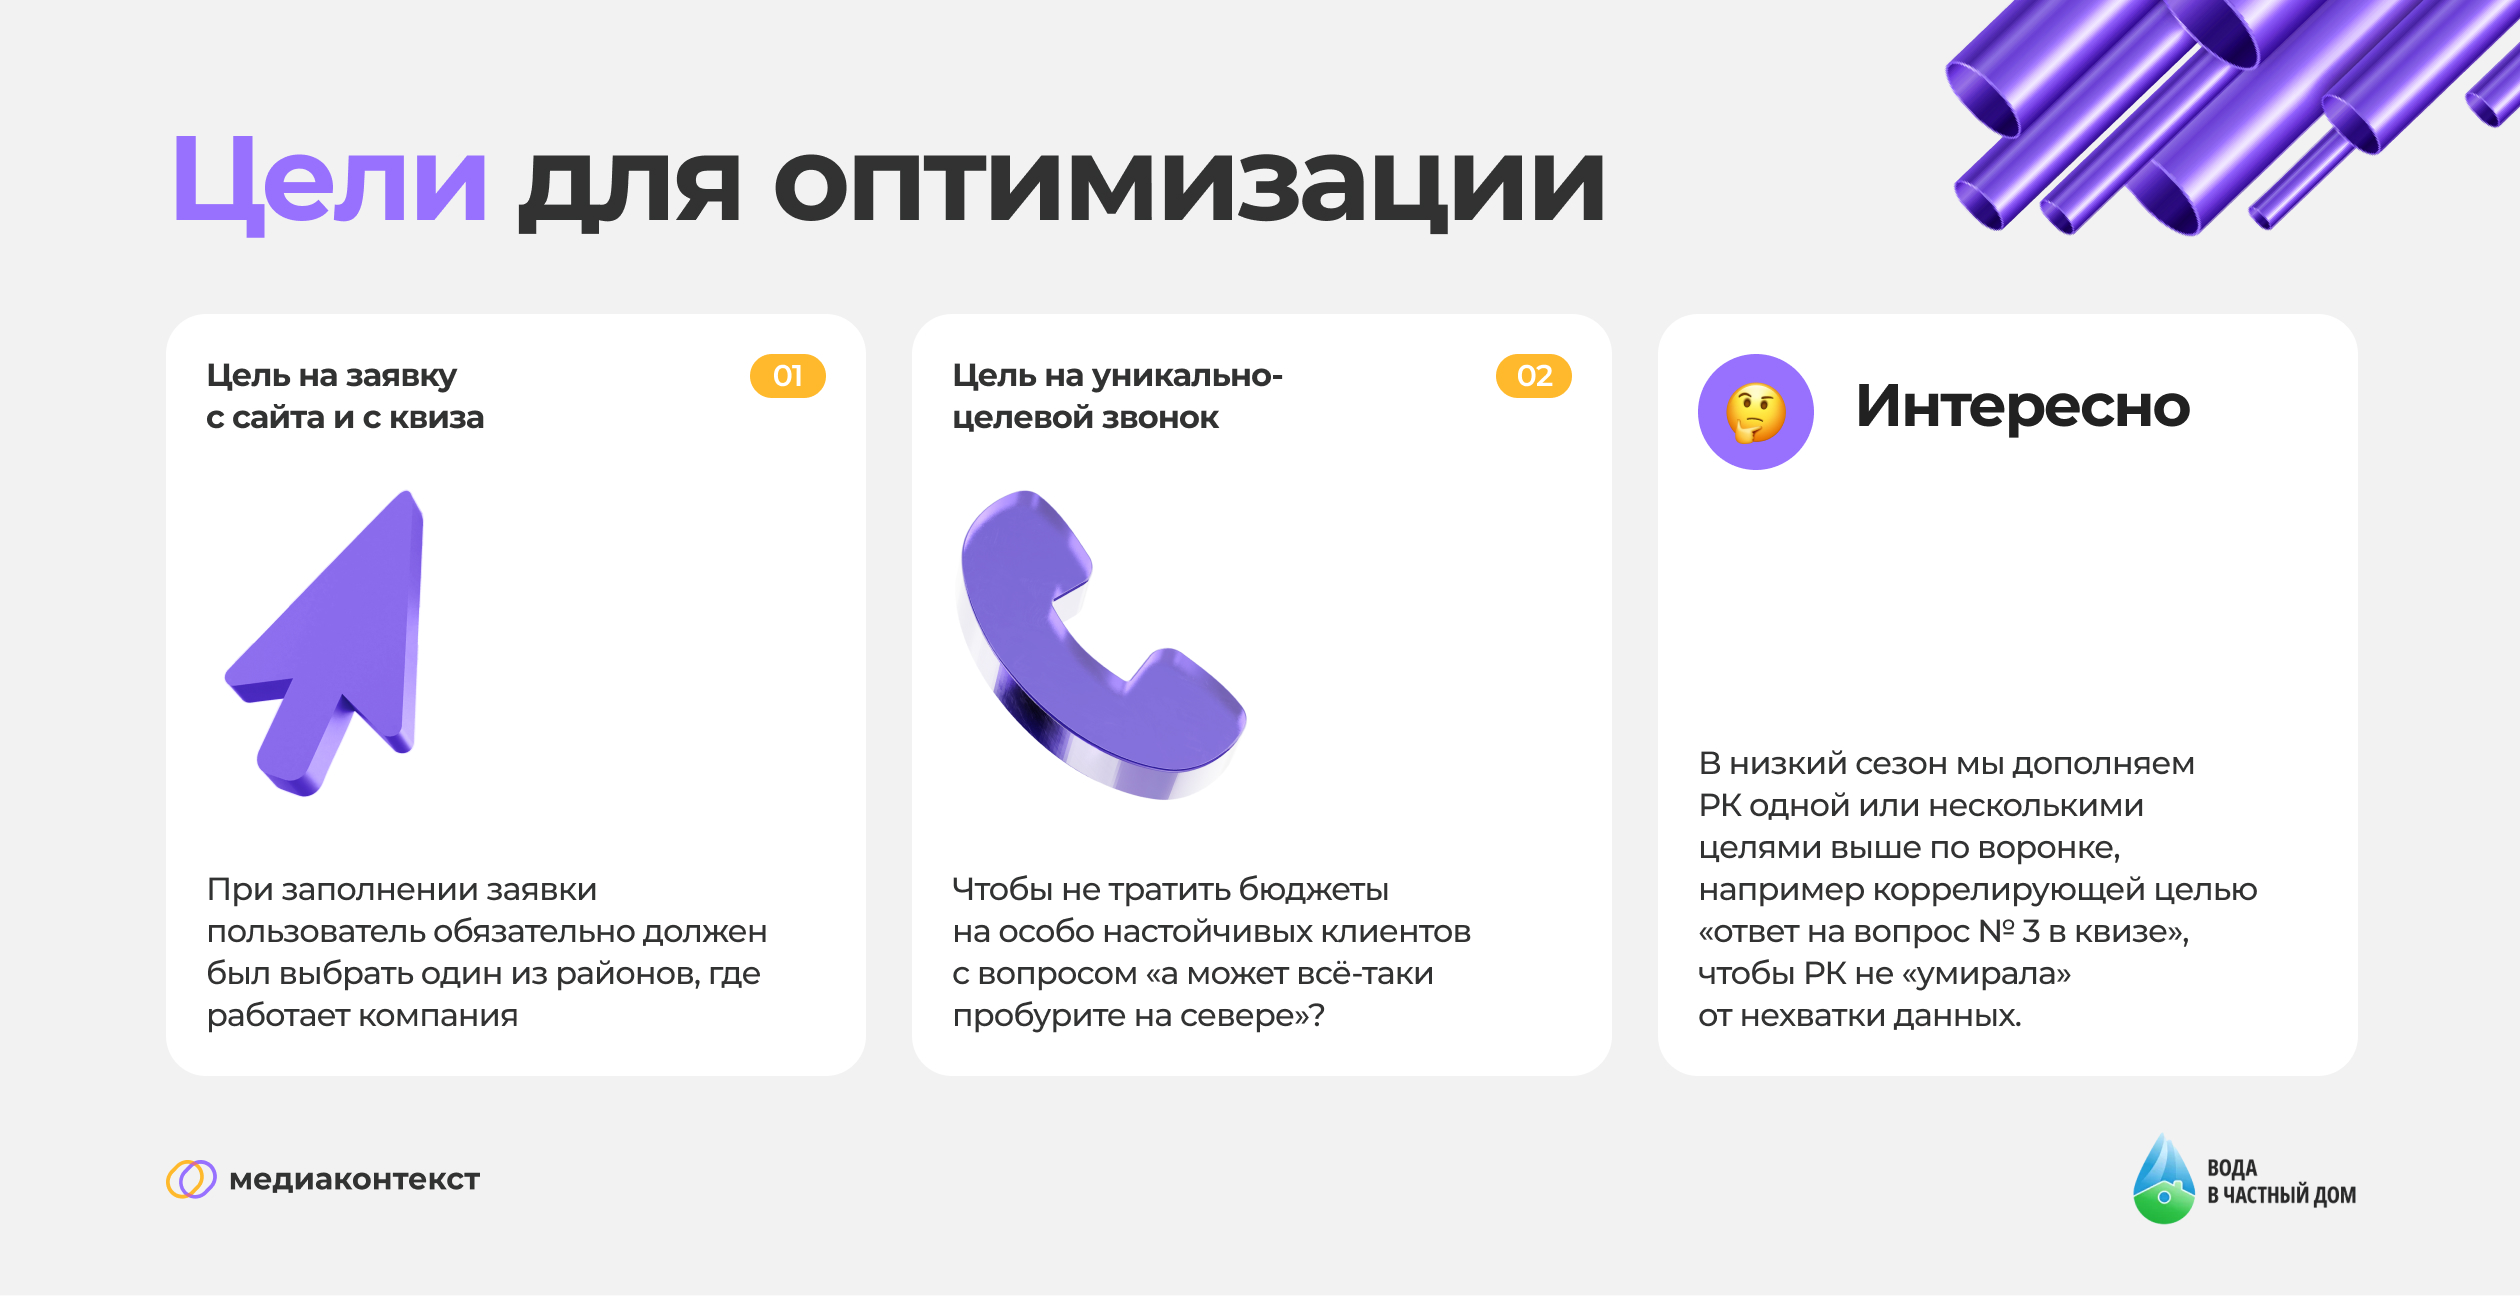 Цели для оптимизации
Цель на заявку
с сайта и с квиза
01
При заполнении заявки
пользователь обязательно должен
был выбрать один из районов, где
работает компания
Цель на уникально-
целевой звонок
02
Чтобы не тратить бюджеты
на особо настойчивых клиентов
с вопросом «а может всё-таки
пробурите на севере»?
Интересно
В низкий сезон мы дополняем
РК одной или несколькими
целями выше по воронке,
например коррелирующей целью
«ответ на вопрос № 3 в квизе»,
чтобы РК не «умирала»
от нехватки данных.
медиаконтекст
ВОДА
В ЧАСТНЫЙ ДОМ